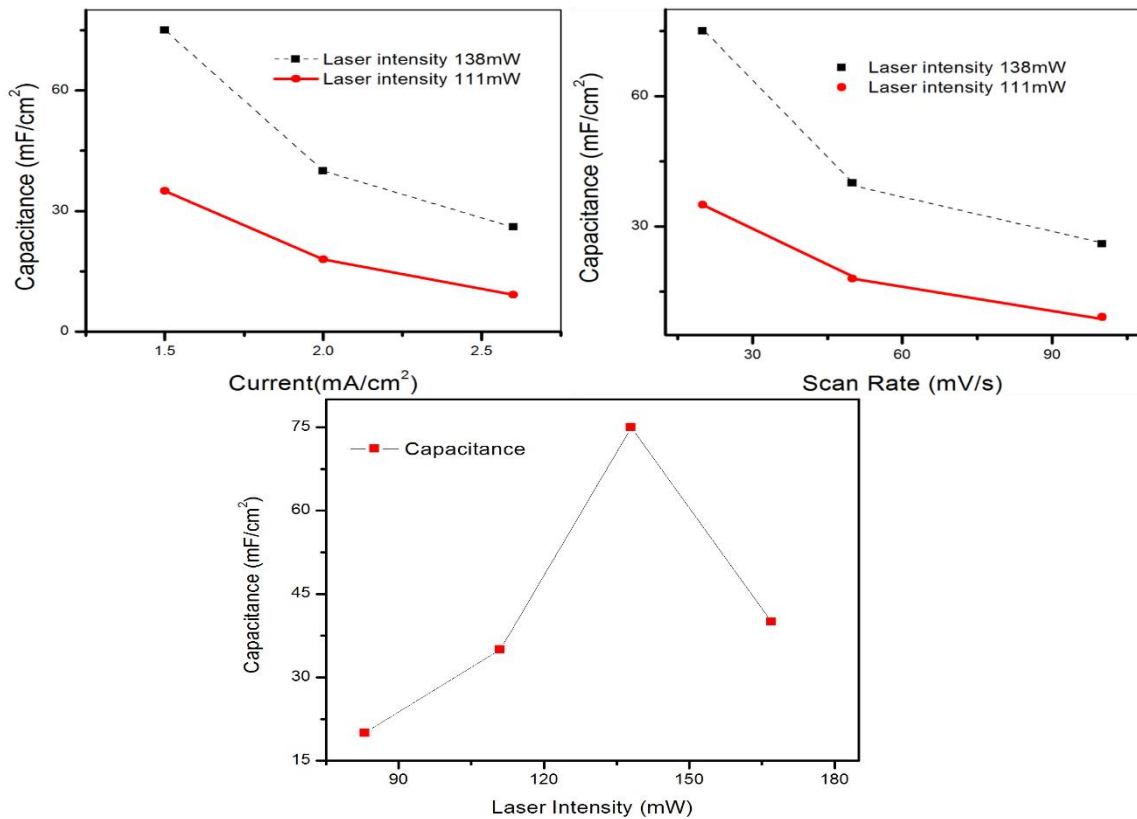 Laser intensity 138mW
Laser intensity 111mW
Capacitance (mF/cm²)
60
30
0
1.5
2.0
2.5
Current(mA/cm²)
Laser intensity 138mW
Laser intensity 111mW
Capacitance (mF/cm²)
60
30
30
60
90
Scan Rate (mV/s)
Capacitance
Capacitance (mF/cm²)
75
60
45
30
15
90
120
150
180
Laser Intensity (mW)